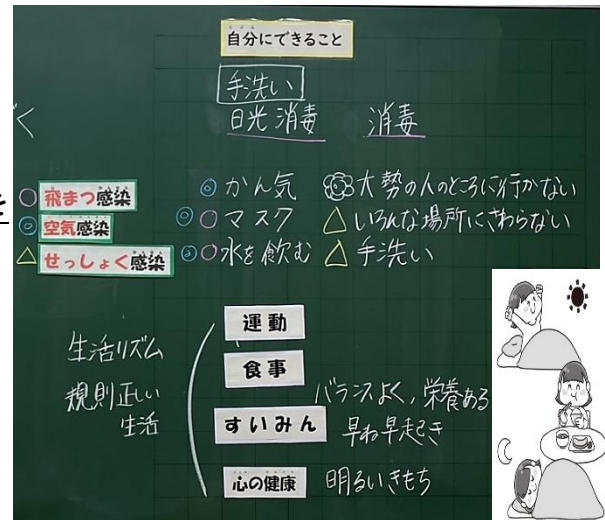 自分にできること
手洗い
日光消毒　消毒
く
を
○ 飛まつ感染
◎ 空気感染
△ せっしょく感染
◎かん気　大勢の人のところに行かない
◎○マスク　△いろんな場所にさわらない
◎○水を飲む　△手洗い
生活リズム
規則正しい
生活
運動
食事
バランスよく，栄養ある
すいみん
早ね早起き
心の健康　明るいきもち